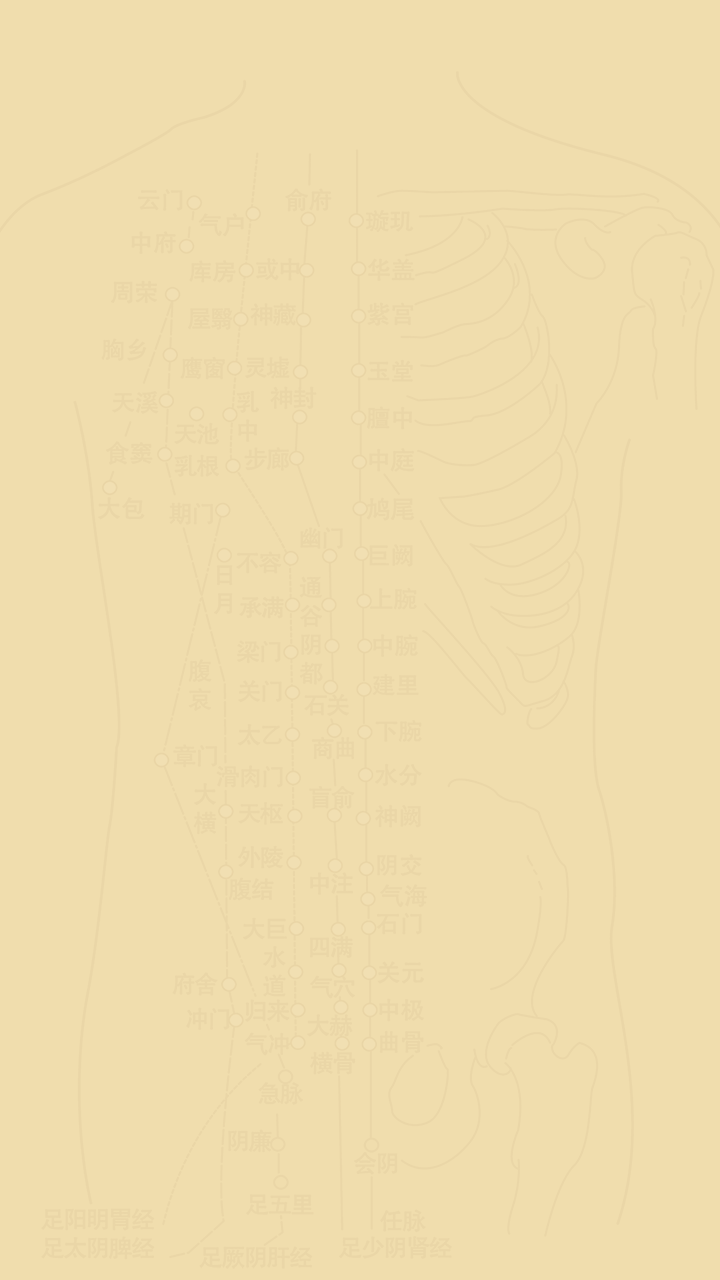 云门
俞府
气户
璇玑
中府
库房
或中
华盖
周荣
屋翳
神藏
紫宫
胸乡
膺窗
灵墟
玉堂
天溪
乳中
神封
膻中
天池
食窦
乳根
步廊
中庭
大包
期门
鸠尾
幽门
日月
不容
巨阙
通谷
承满
上腕
梁门
阴都
中腕
腹哀
关门
石关
建里
太乙
商曲
下腕
章门
滑肉门
水分
大横
天枢
盲俞
神阙
外陵
阴交
腹结
中注
气海
大巨
四满
石门
水道
府舍
气穴
关元
冲门
归来
大赫
中极
气冲
横骨
曲骨
急脉
阴廉
会阴
足五里
足阳明胃经
任脉
足太阴脾经
足厥阴肝经
足少阴肾经